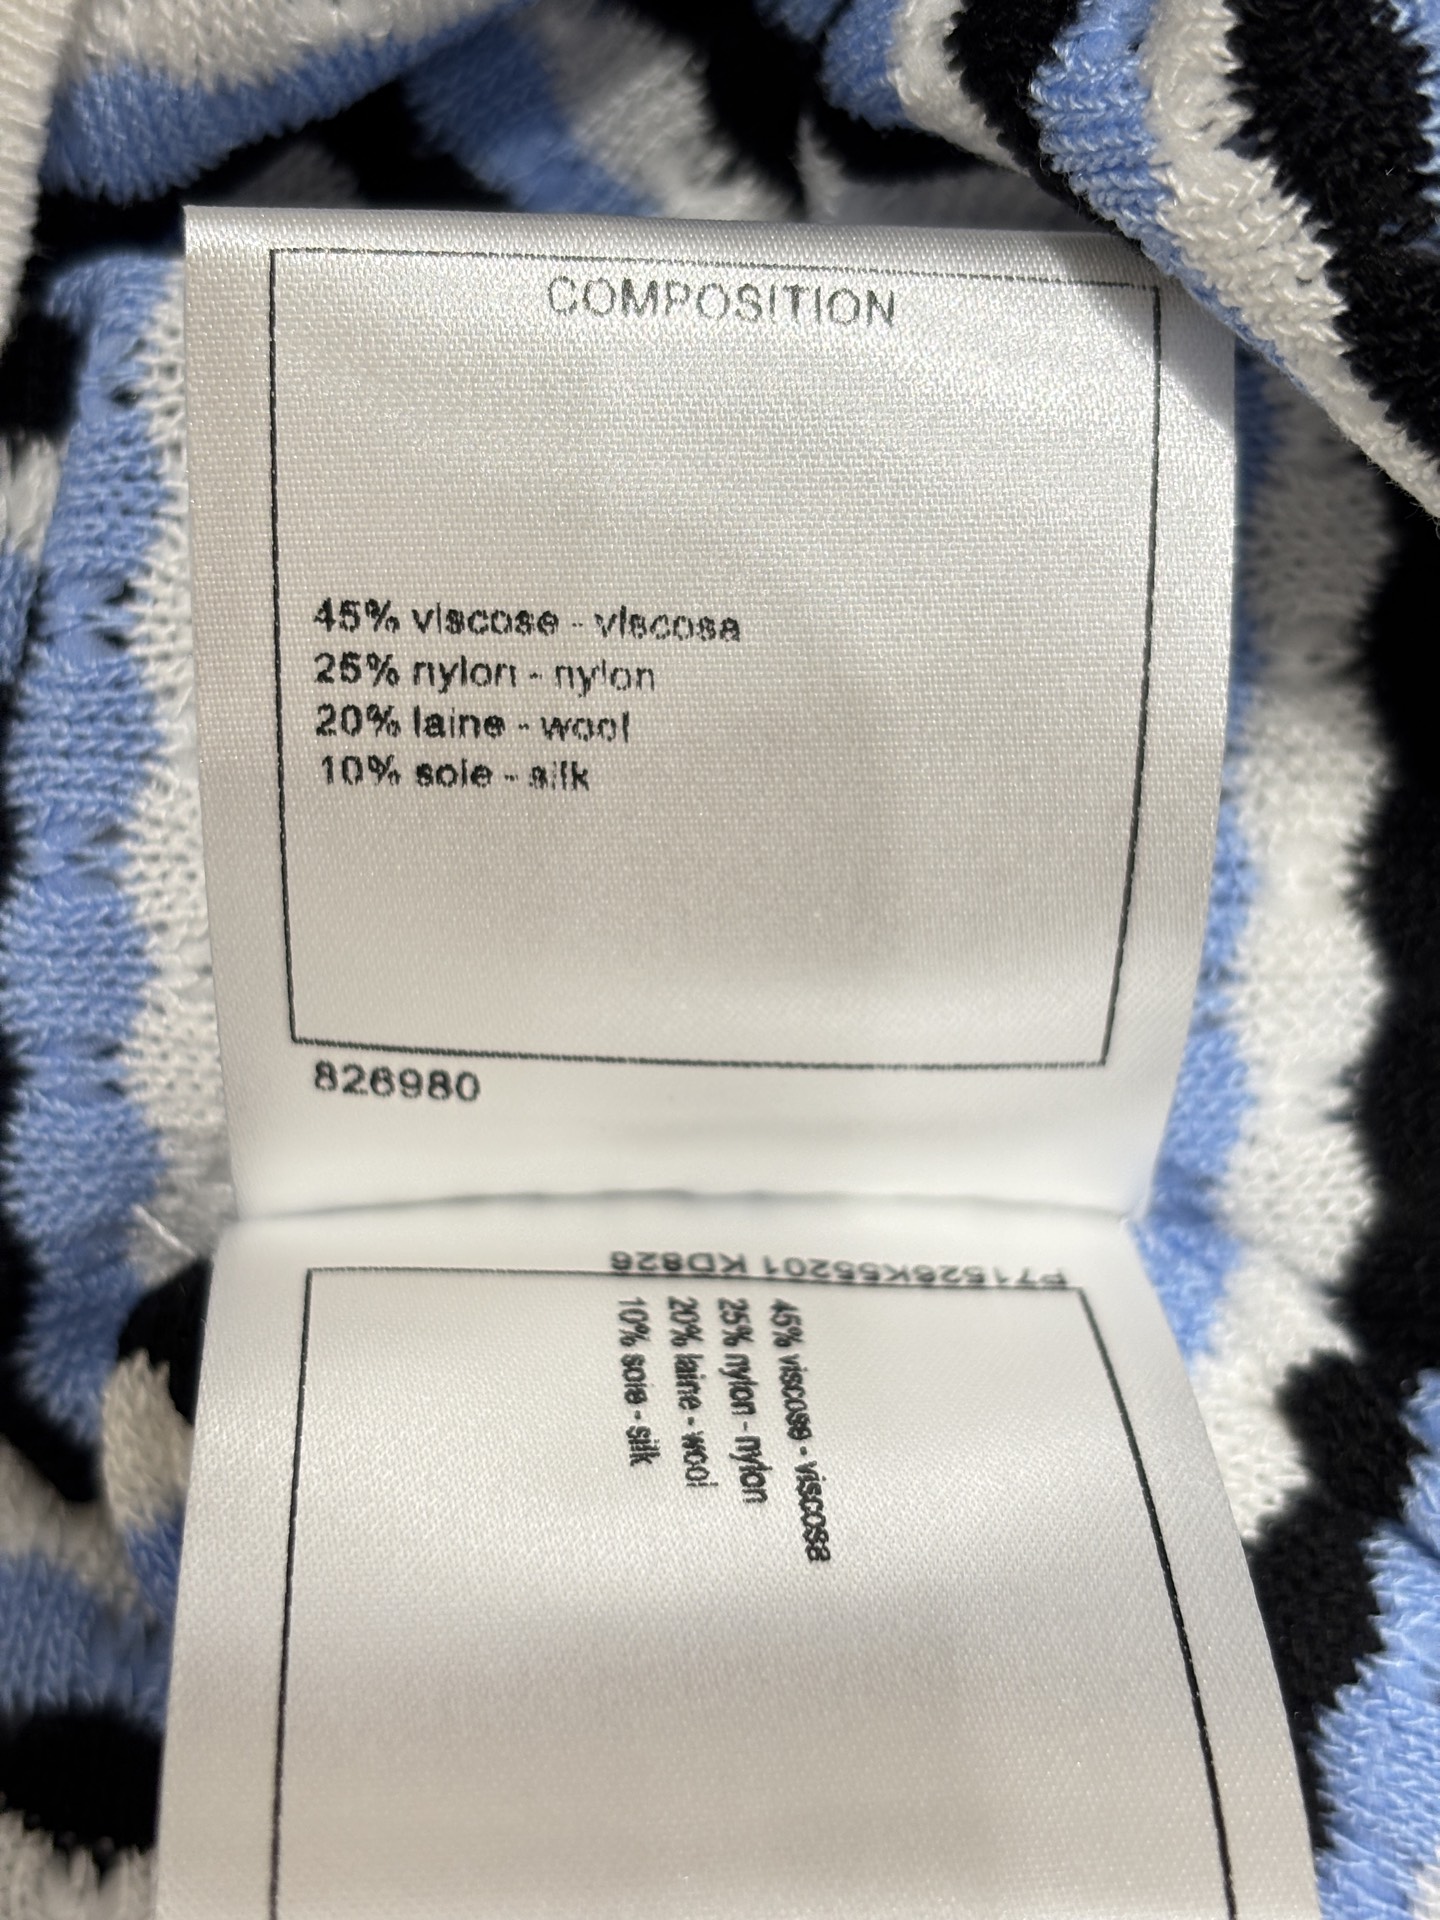 COMPOSITION
45% viscose - viscosa
25% nylon - nylon
20% laine - wool
10% soie - silk
826980
P71526K55201 KD826
45% viscose - viscosa
25% nylon - nylon
20% laine - wool
10% soie - silk